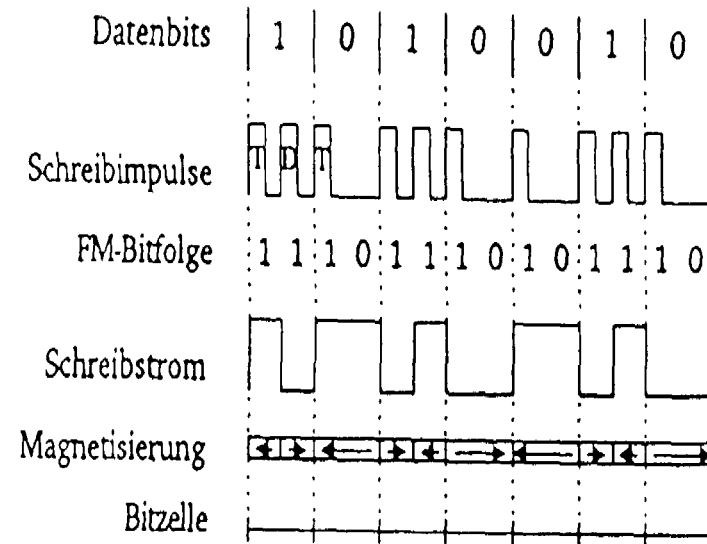 Datenbits 1 0 1 0 0 1 0
Schreibimpulse T D T
FM-Bitfolge 1 1 1 0 1 1 1 0 1 0 1 1 1 0
Schreibstrom
Magnetisierung
Bitzelle